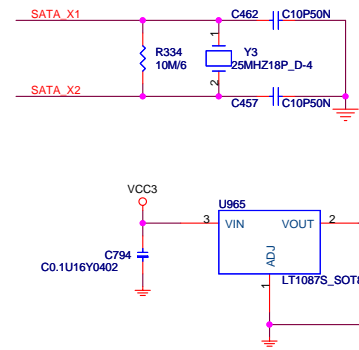 SATA_X1
C462 C10P50N
1
R334
10M/6
Y3
25MHZ18P_D-4
2
SATA_X2
C457 C10P50N
VCC3
U965
3 VIN VOUT 2
ADJ
C794
C0.1U16Y0402
1
LT1087S_SOT8